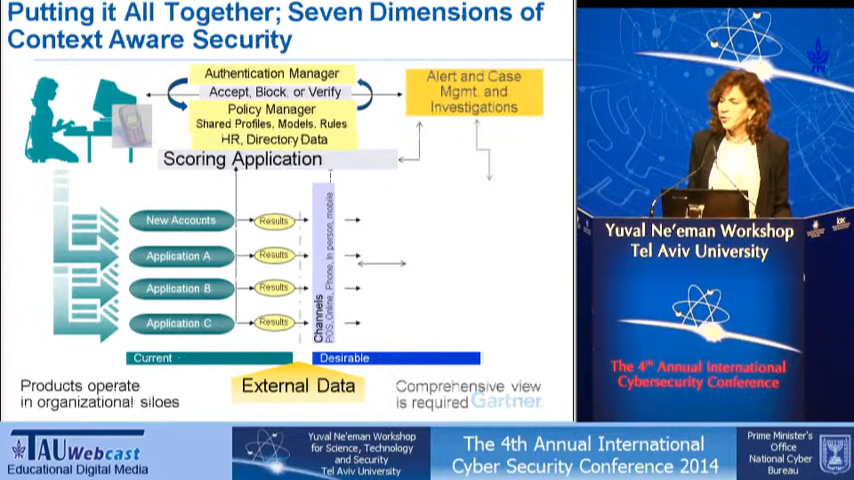 Putting it All Together; Seven Dimensions of
Context Aware Security
Authentication Manager
Accept, Block, or Verify
Policy Manager
Shared Profiles, Models. Rules
HR, Directory Data
Scoring Application
Alert and Case
Mgmt. and
Investigations
New Accounts
Results
Application A
Results
Application B
Results
Application C
Results
Channels
POS, Online, Phone, In person, mobile
Current
Desirable
External Data
Products operate
in organizational siloes
Comprehensive view
is required
Gartner
Yuval Ne'eman Workshop
Tel Aviv University
The 4th Annual International
Cybersecurity Conference
TAU Webcast
Educational Digital Media
Yuval Ne'eman Workshop
for Science, Technology
and Security
Tel Aviv University
The 4th Annual International
Cyber Security Conference 2014
Prime Minister's
Office
National Cyber
Bureau